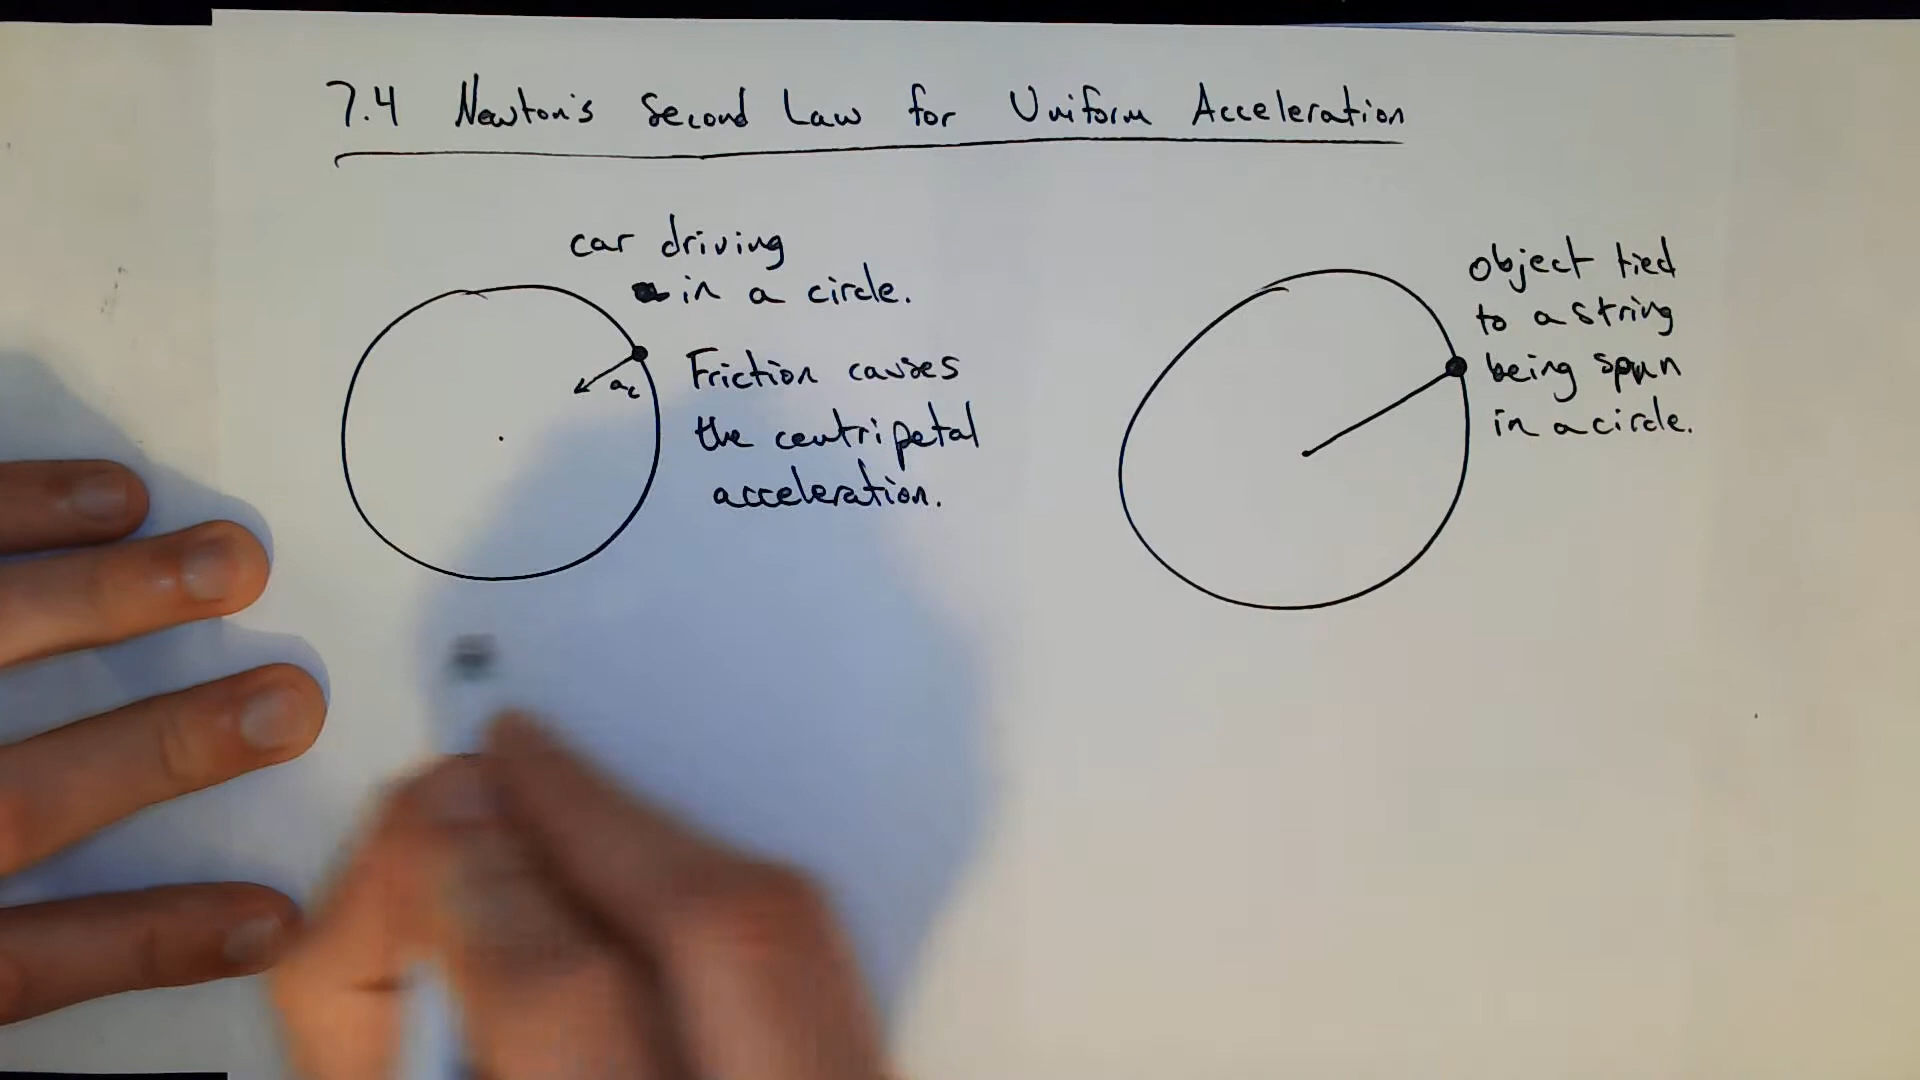 7.4 Newton's Second Law for Uniform Acceleration
car driving
in a circle.
Friction causes
the centripetal
acceleration.
ac
object tied
to a string
being spun
in a circle.